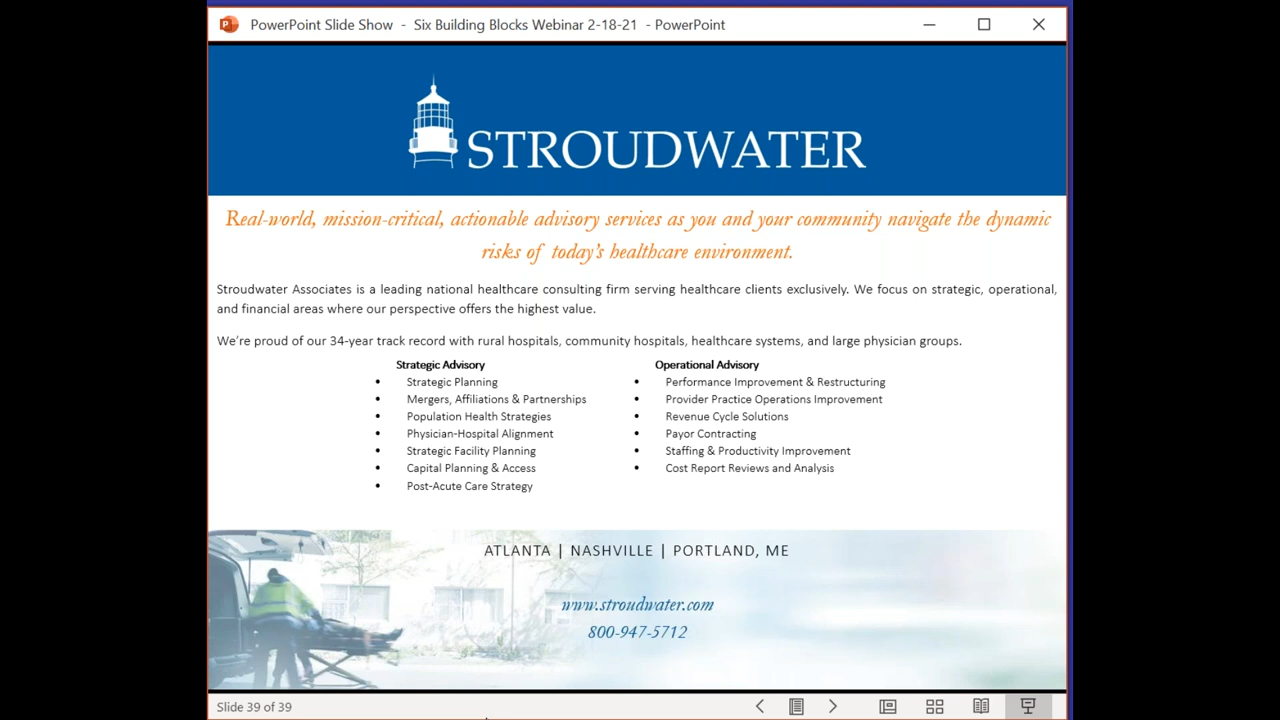 PowerPoint Slide Show - Six Building Blocks Webinar 2-18-21 - PowerPoint
STROUDWATER
Real-world, mission-critical, actionable advisory services as you and your community navigate the dynamic
risks of today's healthcare environment.
Stroudwater Associates is a leading national healthcare consulting firm serving healthcare clients exclusively. We focus on strategic, operational,
and financial areas where our perspective offers the highest value.
We're proud of our 34-year track record with rural hospitals, community hospitals, healthcare systems, and large physician groups.
Strategic Advisory
• Strategic Planning
• Mergers, Affiliations & Partnerships
• Population Health Strategies
• Physician-Hospital Alignment
• Strategic Facility Planning
• Capital Planning & Access
• Post-Acute Care Strategy
Operational Advisory
• Performance Improvement & Restructuring
• Provider Practice Operations Improvement
• Revenue Cycle Solutions
• Payor Contracting
• Staffing & Productivity Improvement
• Cost Report Reviews and Analysis
ATLANTA | NASHVILLE | PORTLAND, ME
www.stroudwater.com
800-947-5712
Slide 39 of 39